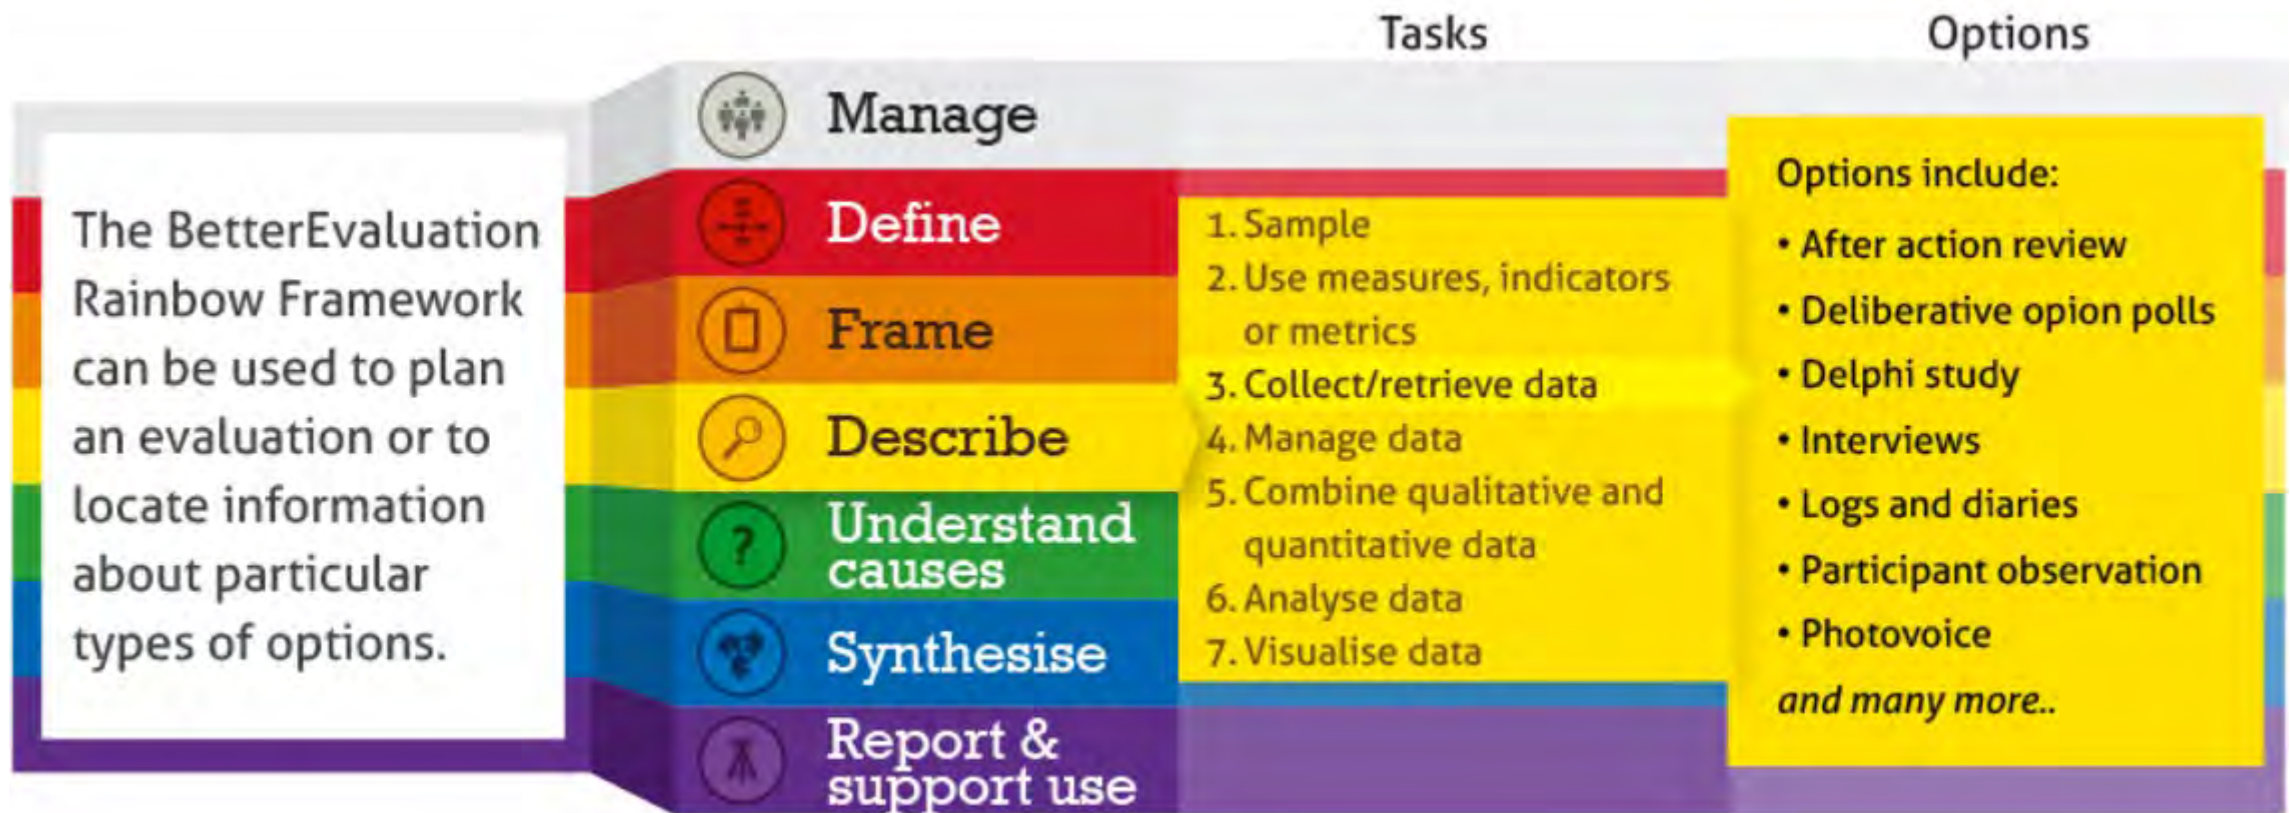 Tasks
Options
The BetterEvaluation
Rainbow Framework
can be used to plan
an evaluation or to
locate information
about particular
types of options.
Manage
Define
Frame
Describe
Understand
causes
Synthesise
Report &
support use
1. Sample
2. Use measures, indicators
or metrics
3. Collect/retrieve data
4. Manage data
5. Combine qualitative and
quantitative data
6. Analyse data
7. Visualise data
Options include:
• After action review
• Deliberative opion polls
• Delphi study
• Interviews
• Logs and diaries
• Participant observation
• Photovoice
and many more..
?